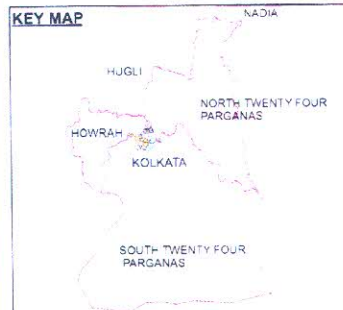 KEY MAP
NADIA
HUGLI
NORTH TWENTY FOUR
PARGANAS
HOWRAH
KOLKATA
SOUTH TWENTY FOUR
PARGANAS